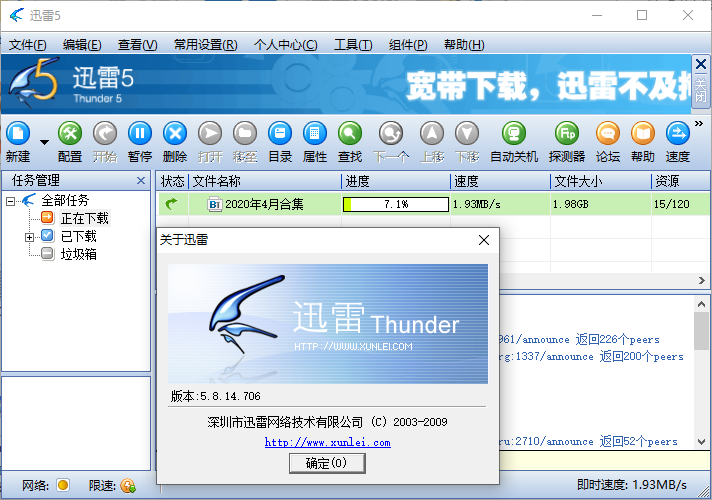 迅雷5
文件(F) 编辑(E) 查看(V) 常用设置(R) 个人中心(C) 工具(T) 组件(P) 帮助(H)
5 迅雷5
Thunder 5
宽带下载，迅雷不及
关闭
新建 配置 开始 暂停 删除 打开 移至 目录 属性 查找 下一个 上移 下移 自动关机 探测器 论坛 帮助 速度
任务管理
全部任务
正在下载
已下载
垃圾箱
状态 文件名称 进度 速度 文件大小 资源
BT 2020年4月合集 7.1% 1.93MB/s 1.98GB 15/120
关于迅雷
迅雷 Thunder
HTTP://WWW.XUNLEI.COM
版本:5.8.14.706
深圳市迅雷网络技术有限公司 (C) 2003-2009
http://www.xunlei.com
确定(O)
961/announce 返回226个peers
rg:1337/announce 返回200个peers
ru:2710/announce 返回52个peers
网络: 限速: 即时速度: 1.93MB/s